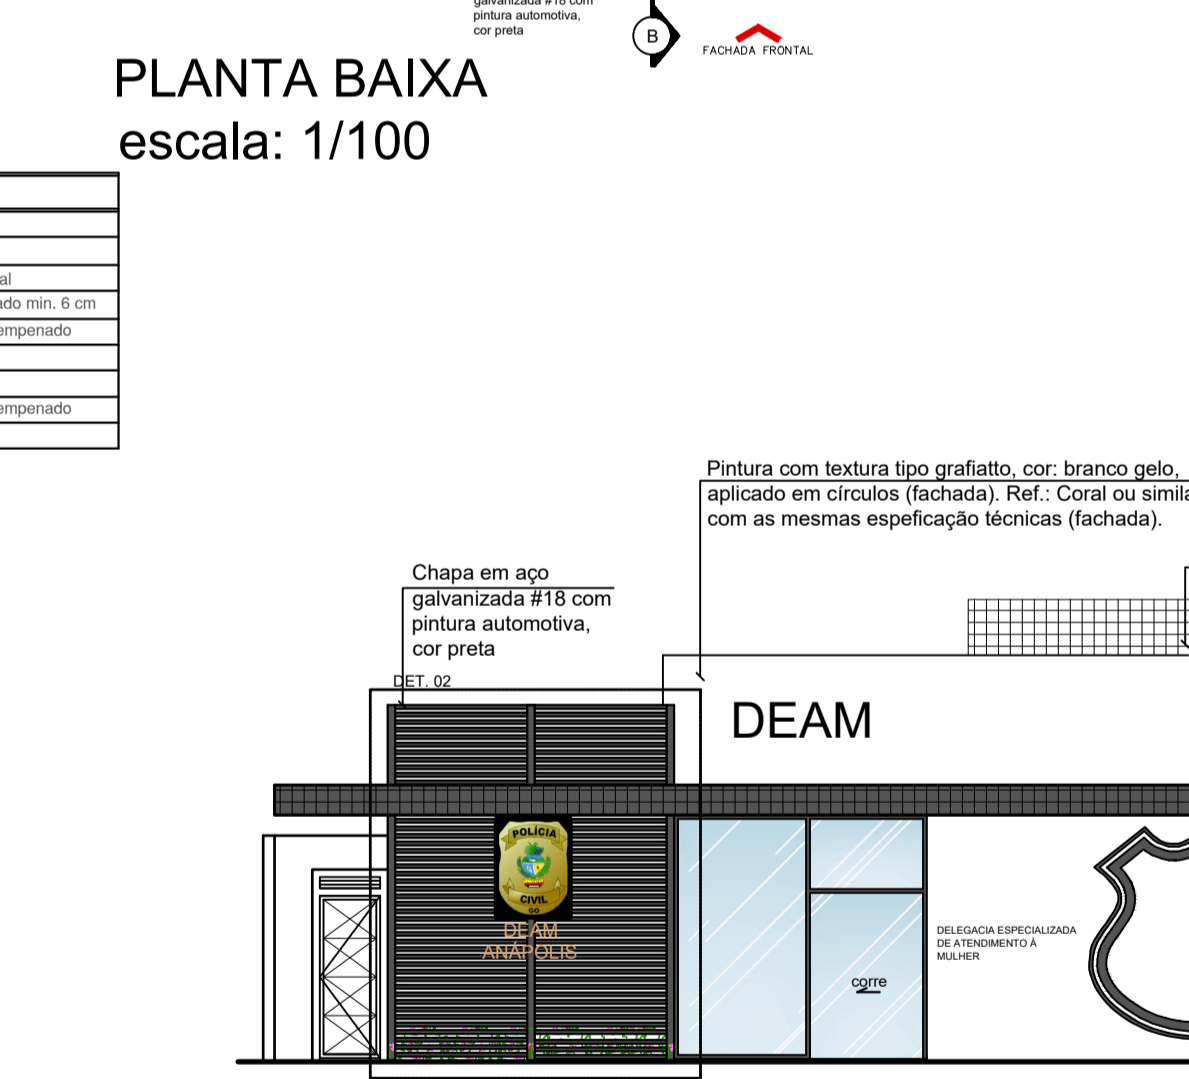 galvanizada #18 com
pintura automotiva,
cor preta
B
FACHADA FRONTAL
PLANTA BAIXA
escala: 1/100
al
ado min. 6 cm
empenado
empenado
Pintura com textura tipo grafiatto, cor: branco gelo,
aplicado em círculos (fachada). Ref.: Coral ou simila
com as mesmas espeficação técnicas (fachada).
Chapa em aço
galvanizada #18 com
pintura automotiva,
cor preta
DET. 02
DEAM
POLÍCIA
CIVIL
GO
DEAM
ANÁPOLIS
DELEGACIA ESPECIALIZADA
DE ATENDIMENTO À
MULHER
corre